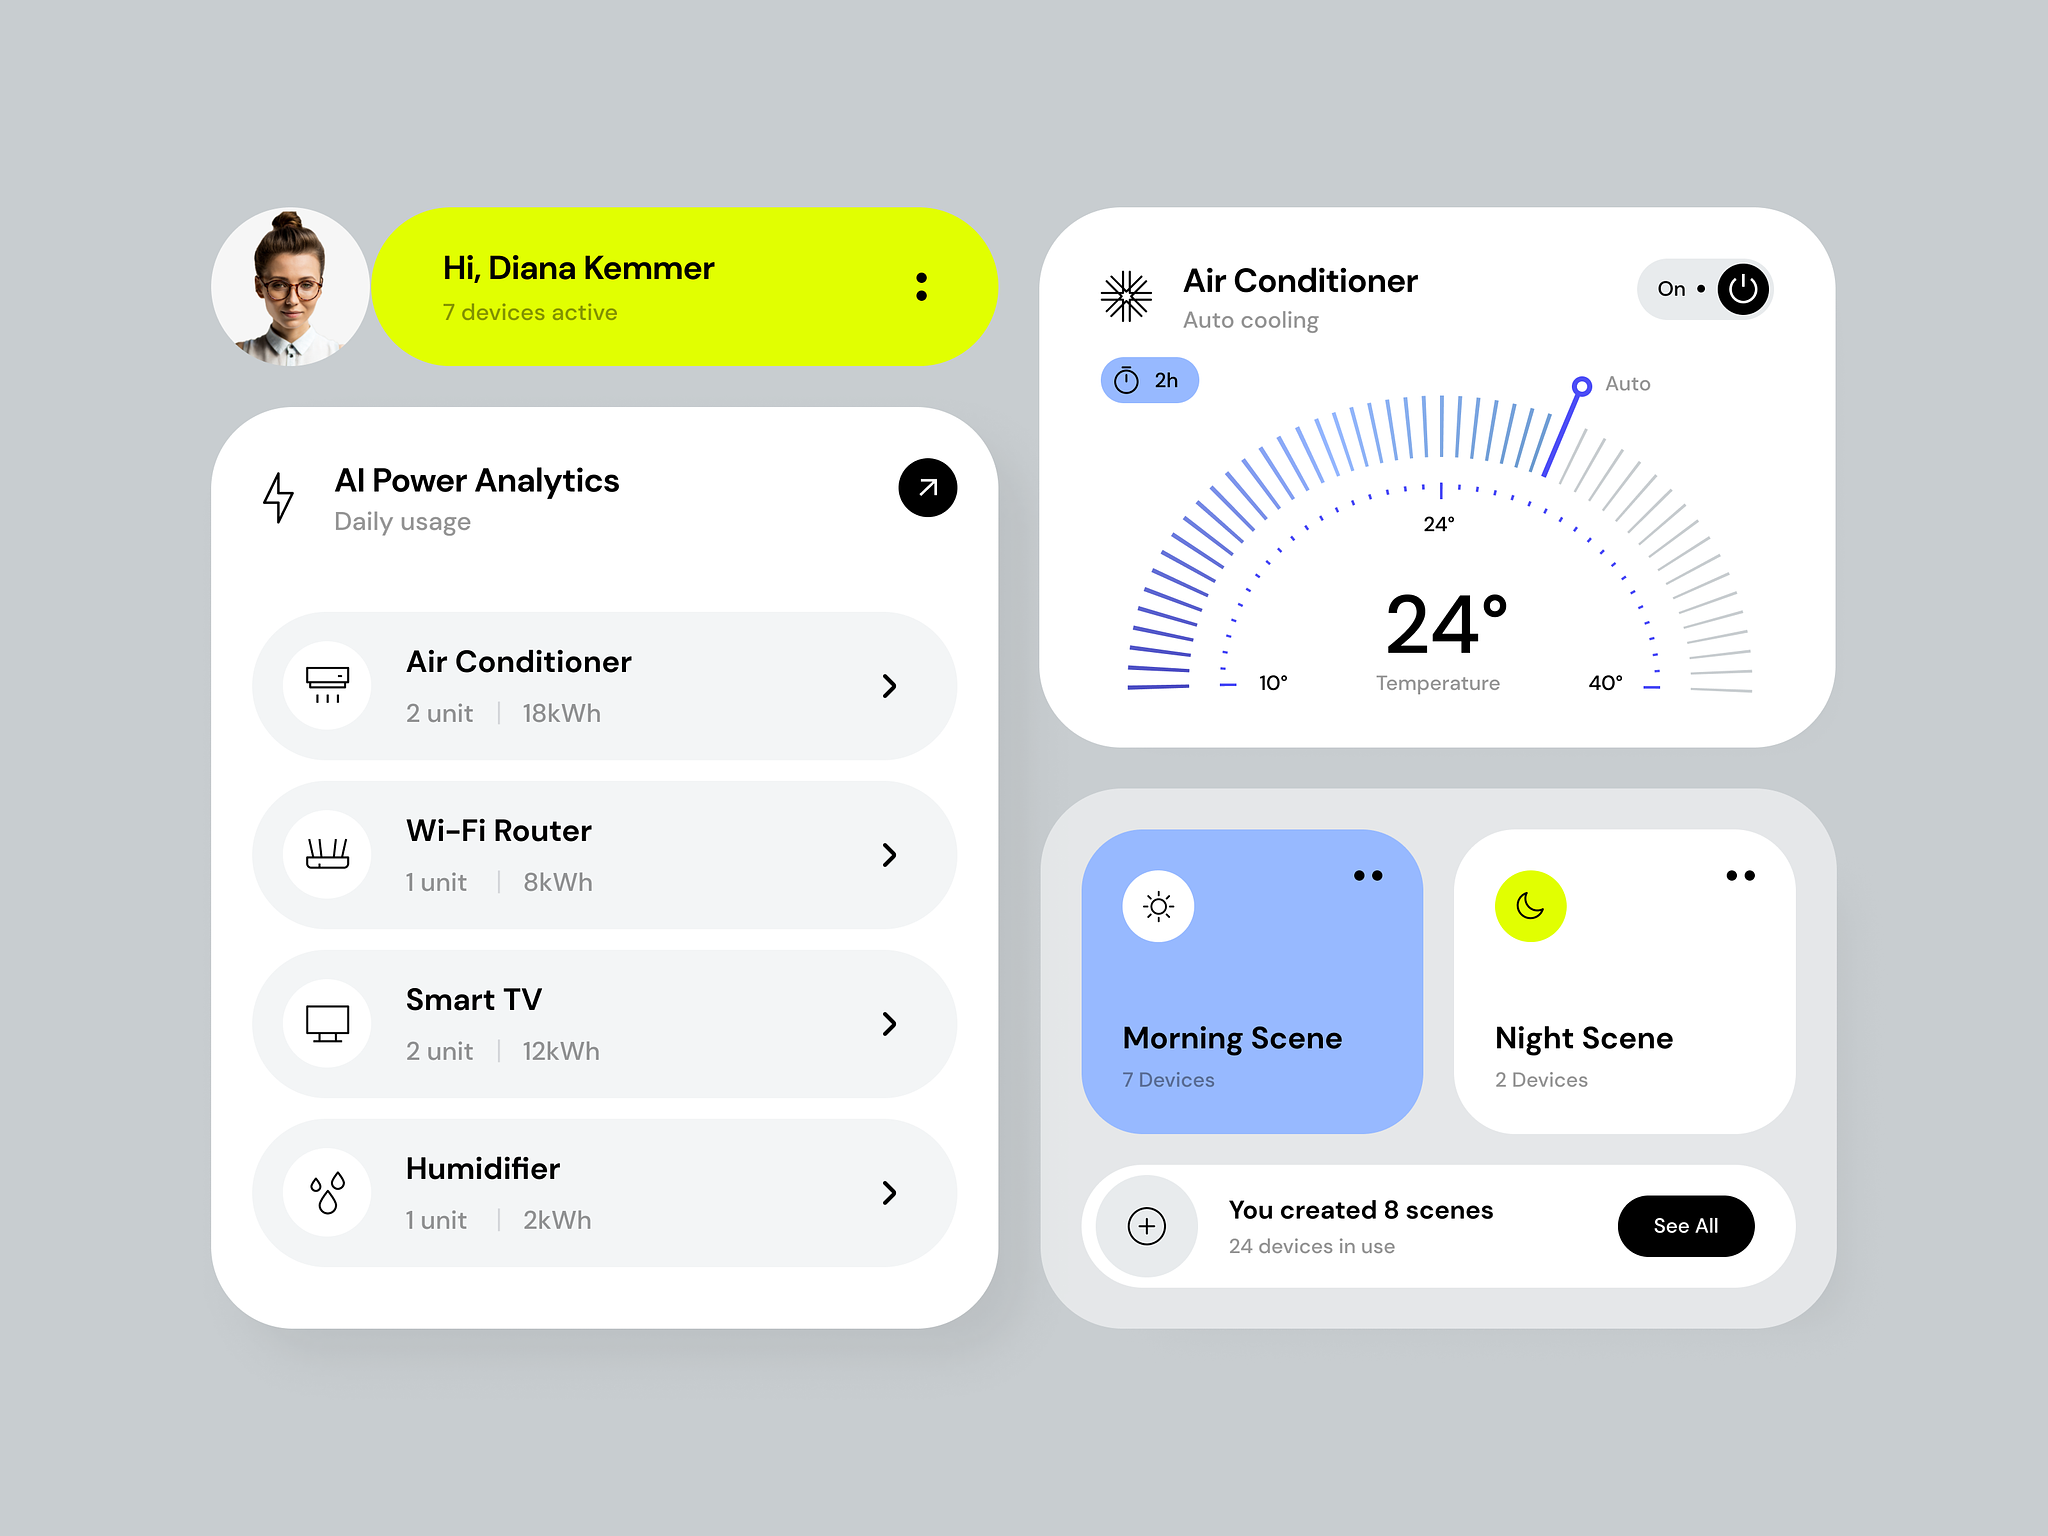 Hi, Diana Kemmer
7 devices active
AI Power Analytics
Daily usage
Air Conditioner
2 unit | 18kWh
Wi-Fi Router
1 unit | 8kWh
Smart TV
2 unit | 12kWh
Humidifier
1 unit | 2kWh
Air Conditioner
Auto cooling
On •
2h
Auto
24°
24°
10°
Temperature
40°
Morning Scene
7 Devices
Night Scene
2 Devices
You created 8 scenes
24 devices in use
See All